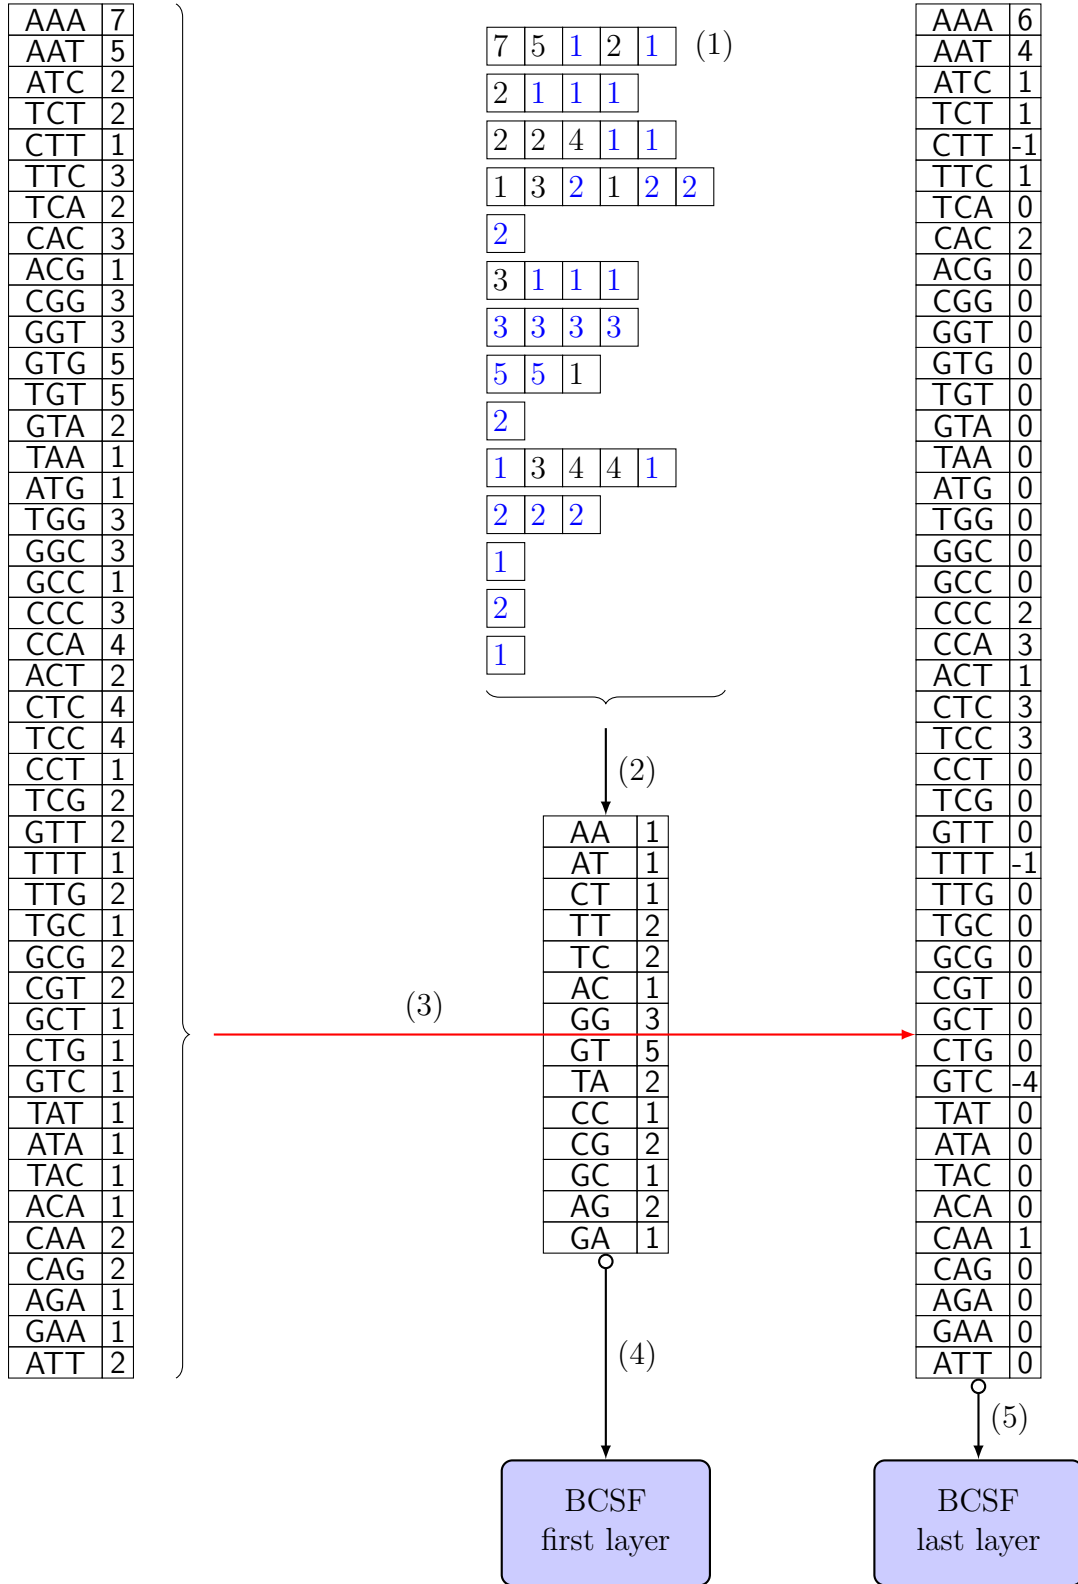 AAA 7
AAT 5
ATC 2
TCT 2
CTT 1
TTC 3
TCA 2
CAC 3
ACG 1
CGG 3
GGT 3
GTG 5
TGT 5
GTA 2
TAA 1
ATG 1
TGG 3
GGC 3
GCC 1
CCC 3
CCA 4
ACT 2
CTC 4
TCC 4
CCT 1
TCG 2
GTT 2
TTT 1
TTG 2
TGC 1
GCG 2
CGT 2
GCT 1
CTG 1
GTC 1
TAT 1
ATA 1
TAC 1
ACA 1
CAA 2
CAG 2
AGA 1
GAA 1
ATT 2
7 5 1 2 1 (1)
2 1 1 1
2 2 4 1 1
1 3 2 1 2 2
2
3 1 1 1
3 3 3 3
5 5 1
2
1 3 4 4 1
2 2 2
1
2
1
(2)
AA 1
AT 1
CT 1
TT 2
TC 2
AC 1
GG 3
GT 5
TA 2
CC 1
CG 2
GC 1
AG 2
GA 1
(3)
(4)
BCSF
first layer
AAA 6
AAT 4
ATC 1
TCT 1
CTT -1
TTC 1
TCA 0
CAC 2
ACG 0
CGG 0
GGT 0
GTG 0
TGT 0
GTA 0
TAA 0
ATG 0
TGG 0
GGC 0
GCC 0
CCC 2
CCA 3
ACT 1
CTC 3
TCC 3
CCT 0
TCG 0
GTT 0
TTT -1
TTG 0
TGC 0
GCG 0
CGT 0
GCT 0
CTG 0
GTC -4
TAT 0
ATA 0
TAC 0
ACA 0
CAA 1
CAG 0
AGA 0
GAA 0
ATT 0
(5)
BCSF
last layer